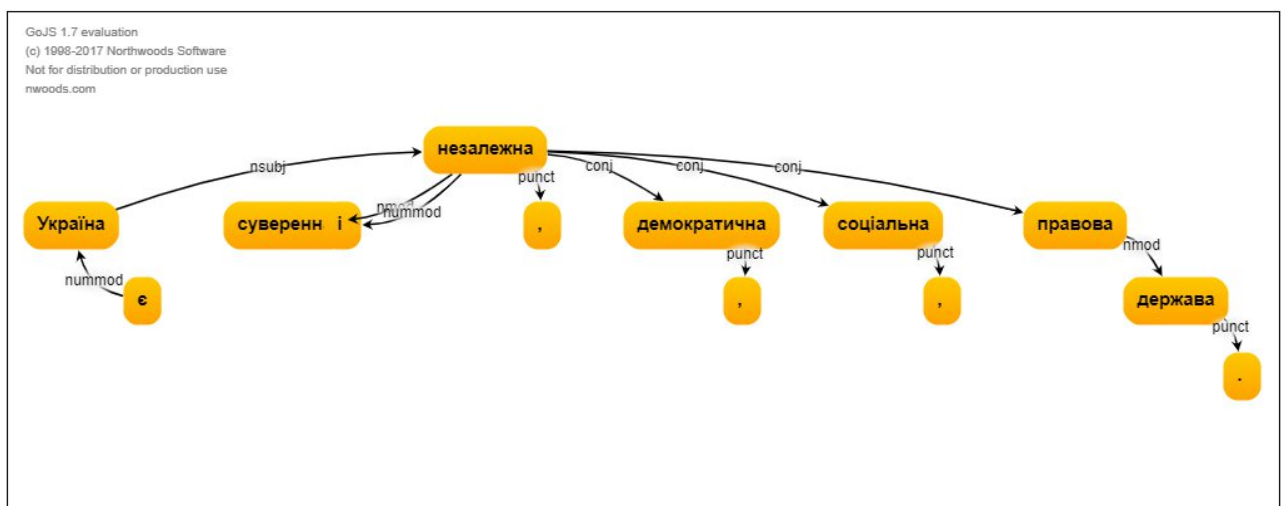 GoJS 1.7 evaluation
(c) 1998-2017 Northwoods Software
Not for distribution or production use
nwoods.com
незалежна
nsubj
conj
conj
conj
punct
nmod
nummod
Україна
суверенн і
,
демократична
соціальна
правова
nummod
punct
punct
nmod
є
,
,
держава
punct
.